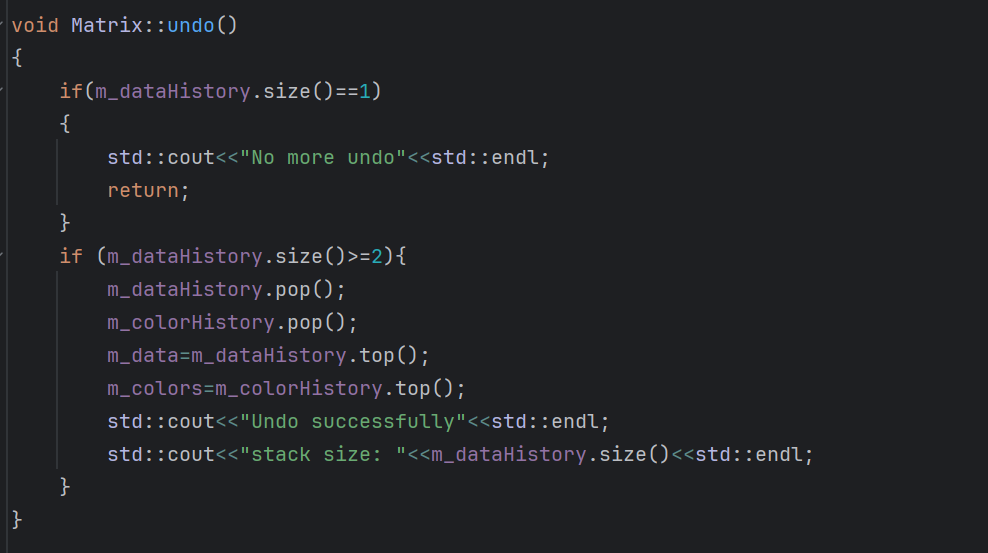 void Matrix::undo()
{
    if(m_dataHistory.size()==1)
    {
        std::cout<<"No more undo"<<std::endl;
        return;
    }
    if (m_dataHistory.size()>=2){
        m_dataHistory.pop();
        m_colorHistory.pop();
        m_data=m_dataHistory.top();
        m_colors=m_colorHistory.top();
        std::cout<<"Undo successfully"<<std::endl;
        std::cout<<"stack size: "<<m_dataHistory.size()<<std::endl;
    }
}